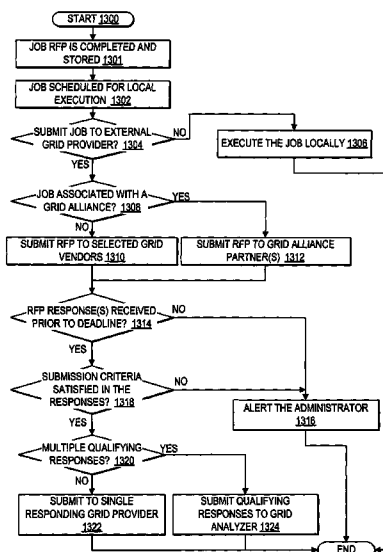 START 1300
JOB RFP IS COMPLETED AND
STORED 1301
JOB SCHEDULED FOR LOCAL
EXECUTION 1302
SUBMIT JOB TO EXTERNAL
GRID PROVIDER? 1304
NO
EXECUTE THE JOB LOCALLY 1306
YES
JOB ASSOCIATED WITH A
GRID ALLIANCE? 1308
YES
NO
SUBMIT RFP TO SELECTED GRID
VENDORS 1310
SUBMIT RFP TO GRID ALLIANCE
PARTNER(S) 1312
RFP RESPONSE(S) RECEIVED
PRIOR TO DEADLINE? 1314
NO
YES
SUBMISSION CRITERIA
SATISFIED IN THE
RESPONSES? 1318
NO
ALERT THE ADMINISTRATOR
1316
YES
MULTIPLE QUALIFYING
RESPONSES? 1320
YES
NO
SUBMIT TO SINGLE
RESPONDING GRID PROVIDER
1322
SUBMIT QUALIFYING
RESPONSES TO GRID
ANALYZER 1324
END